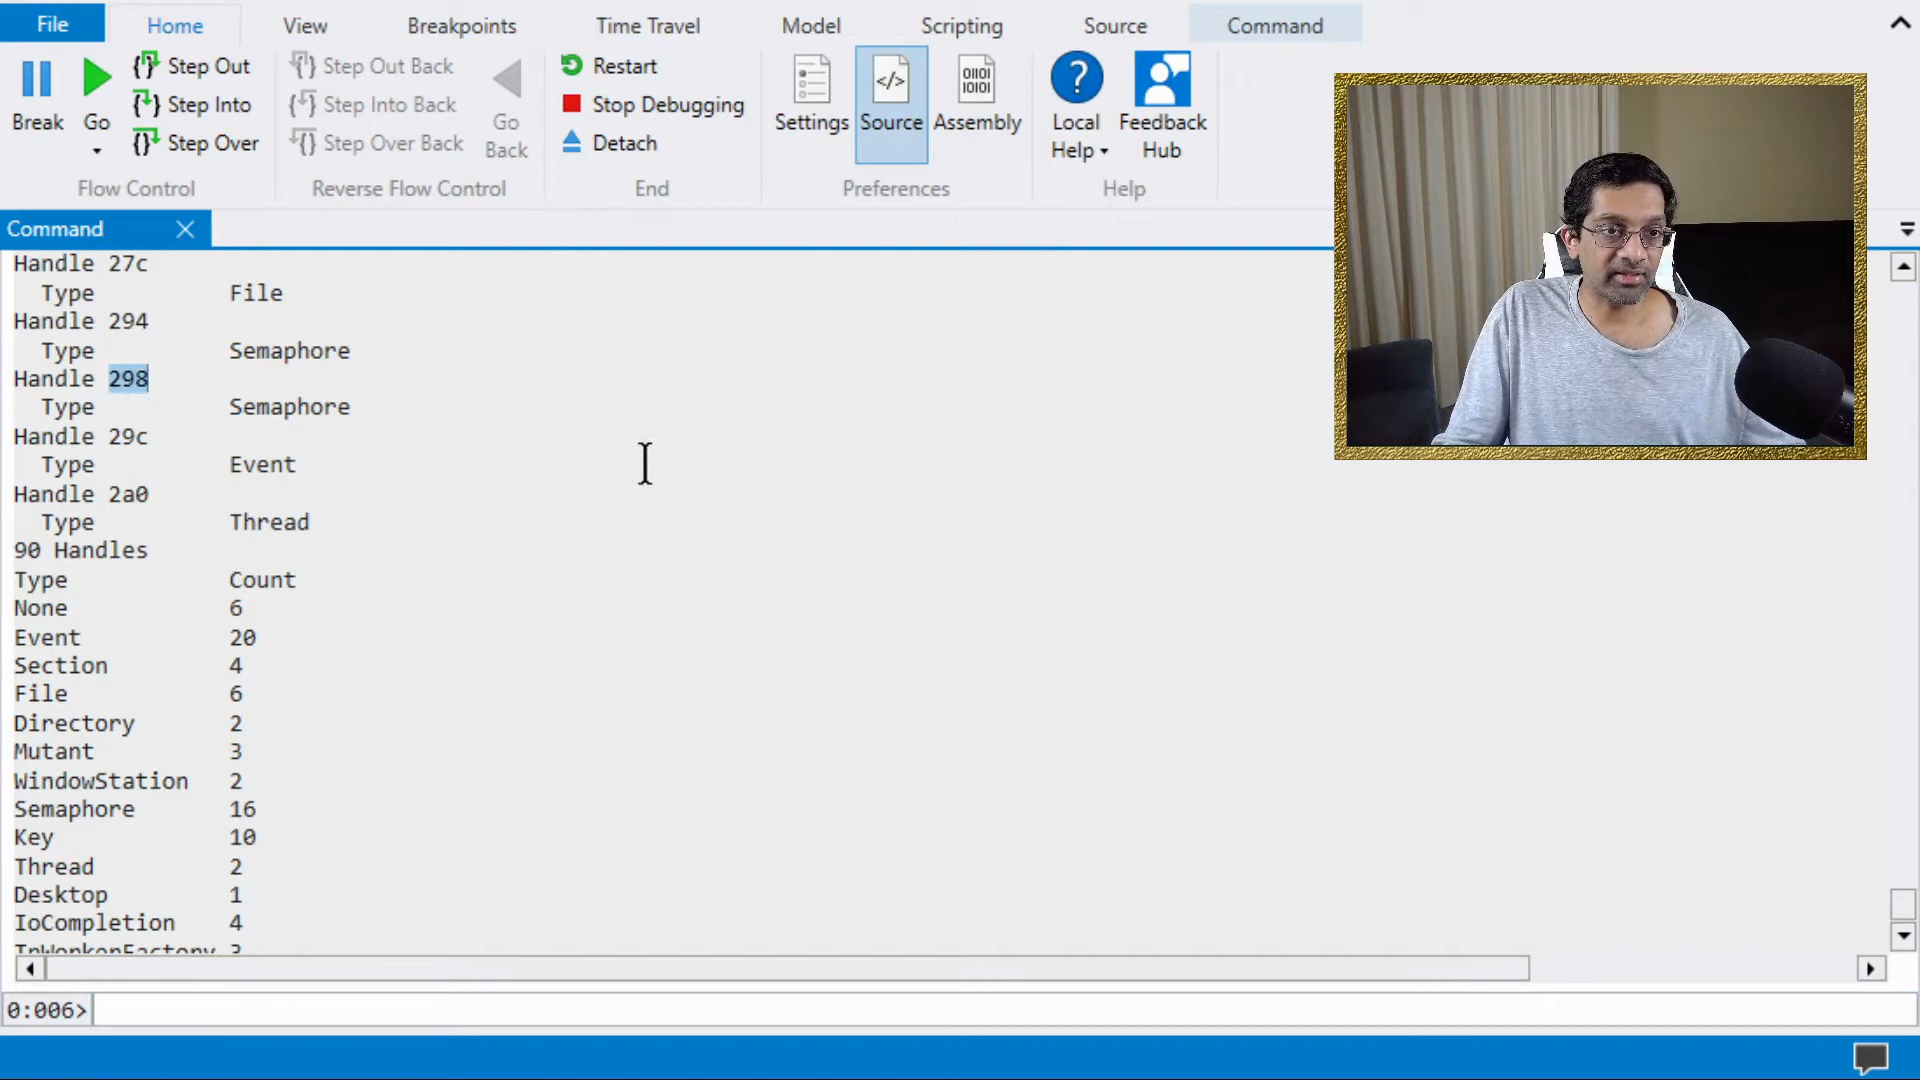 File Home View Breakpoints Time Travel Model Scripting Source Command
Break
Go
Step Out
Step Into
Step Over
Flow Control
Step Out Back
Step Into Back
Step Over Back
Go Back
Reverse Flow Control
Restart
Stop Debugging
Detach
End
Settings
Source
Assembly
Preferences
Local Help
Feedback Hub
Help
Command
Handle 27c
Type File
Handle 294
Type Semaphore
Handle 298
Type Semaphore
Handle 29c
Type Event
Handle 2a0
Type Thread
90 Handles
Type Count
None 6
Event 20
Section 4
File 6
Directory 2
Mutant 3
WindowStation 2
Semaphore 16
Key 10
Thread 2
Desktop 1
IoCompletion 4
TpWorkerFactory 3
0:006>